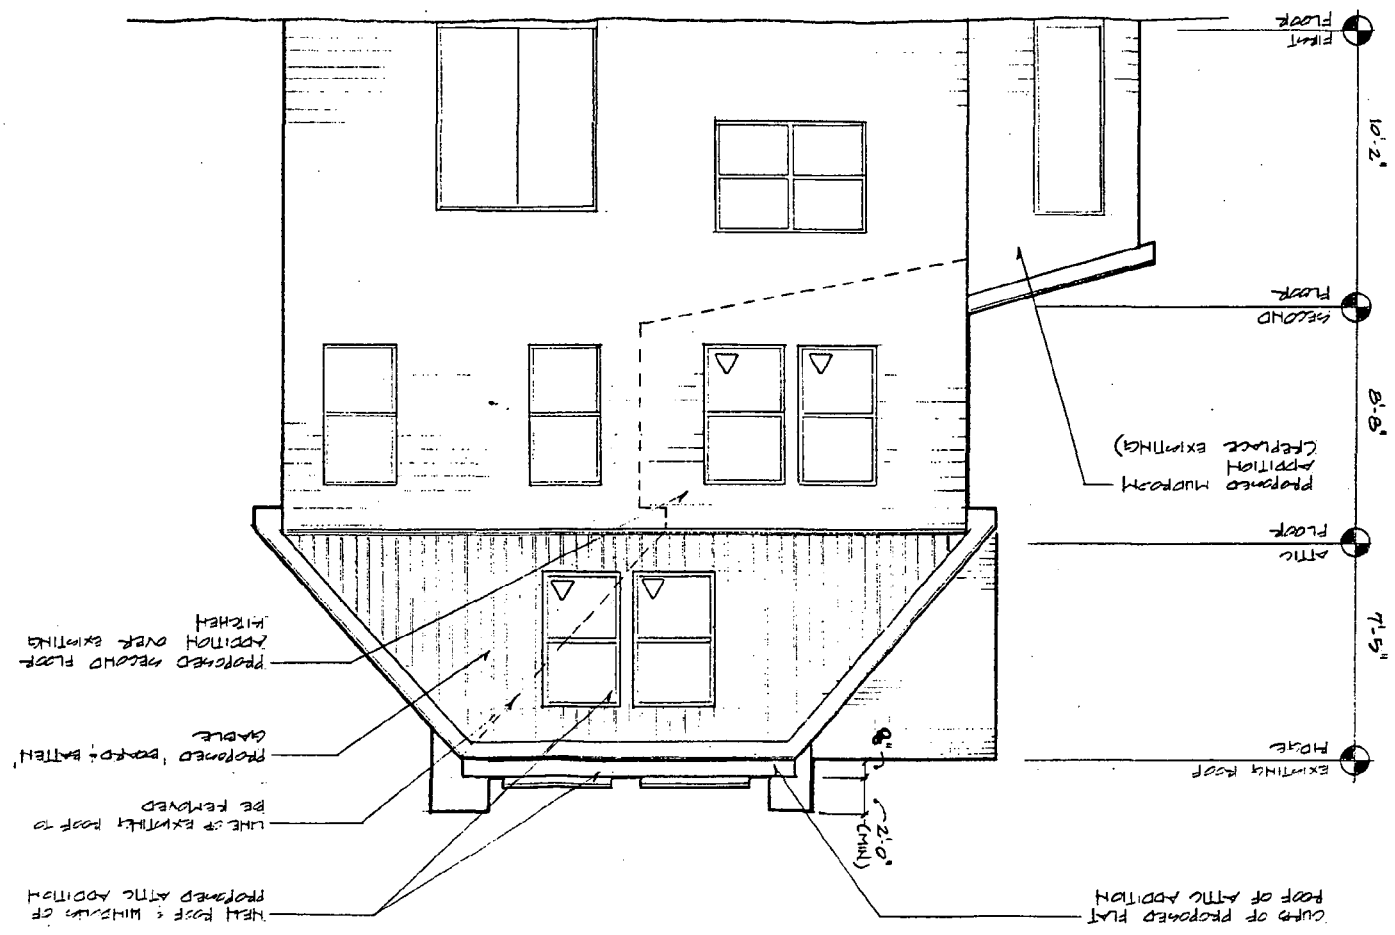 CURB OF PROPOSED FLAT
ROOF OF ATTIC ADDITION
NEW ROOF & WINDOWS OF
PROPOSED ATTIC ADDITION
2'-0"
(MIN)
LINE OF EXISTING ROOF TO
BE REMOVED
EXISTING ROOF
RIDGE
8"
PROPOSED 'BOARD & BATTEN'
GABLE
7'-5"
PROPOSED SECOND FLOOR
ADDITION OVER EXISTING
KITCHEN
ATTIC
FLOOR
PROPOSED MUDROOM
ADDITION
(REPLACE EXISTING)
8'-8"
SECOND
FLOOR
10'-2"
FIRST
FLOOR